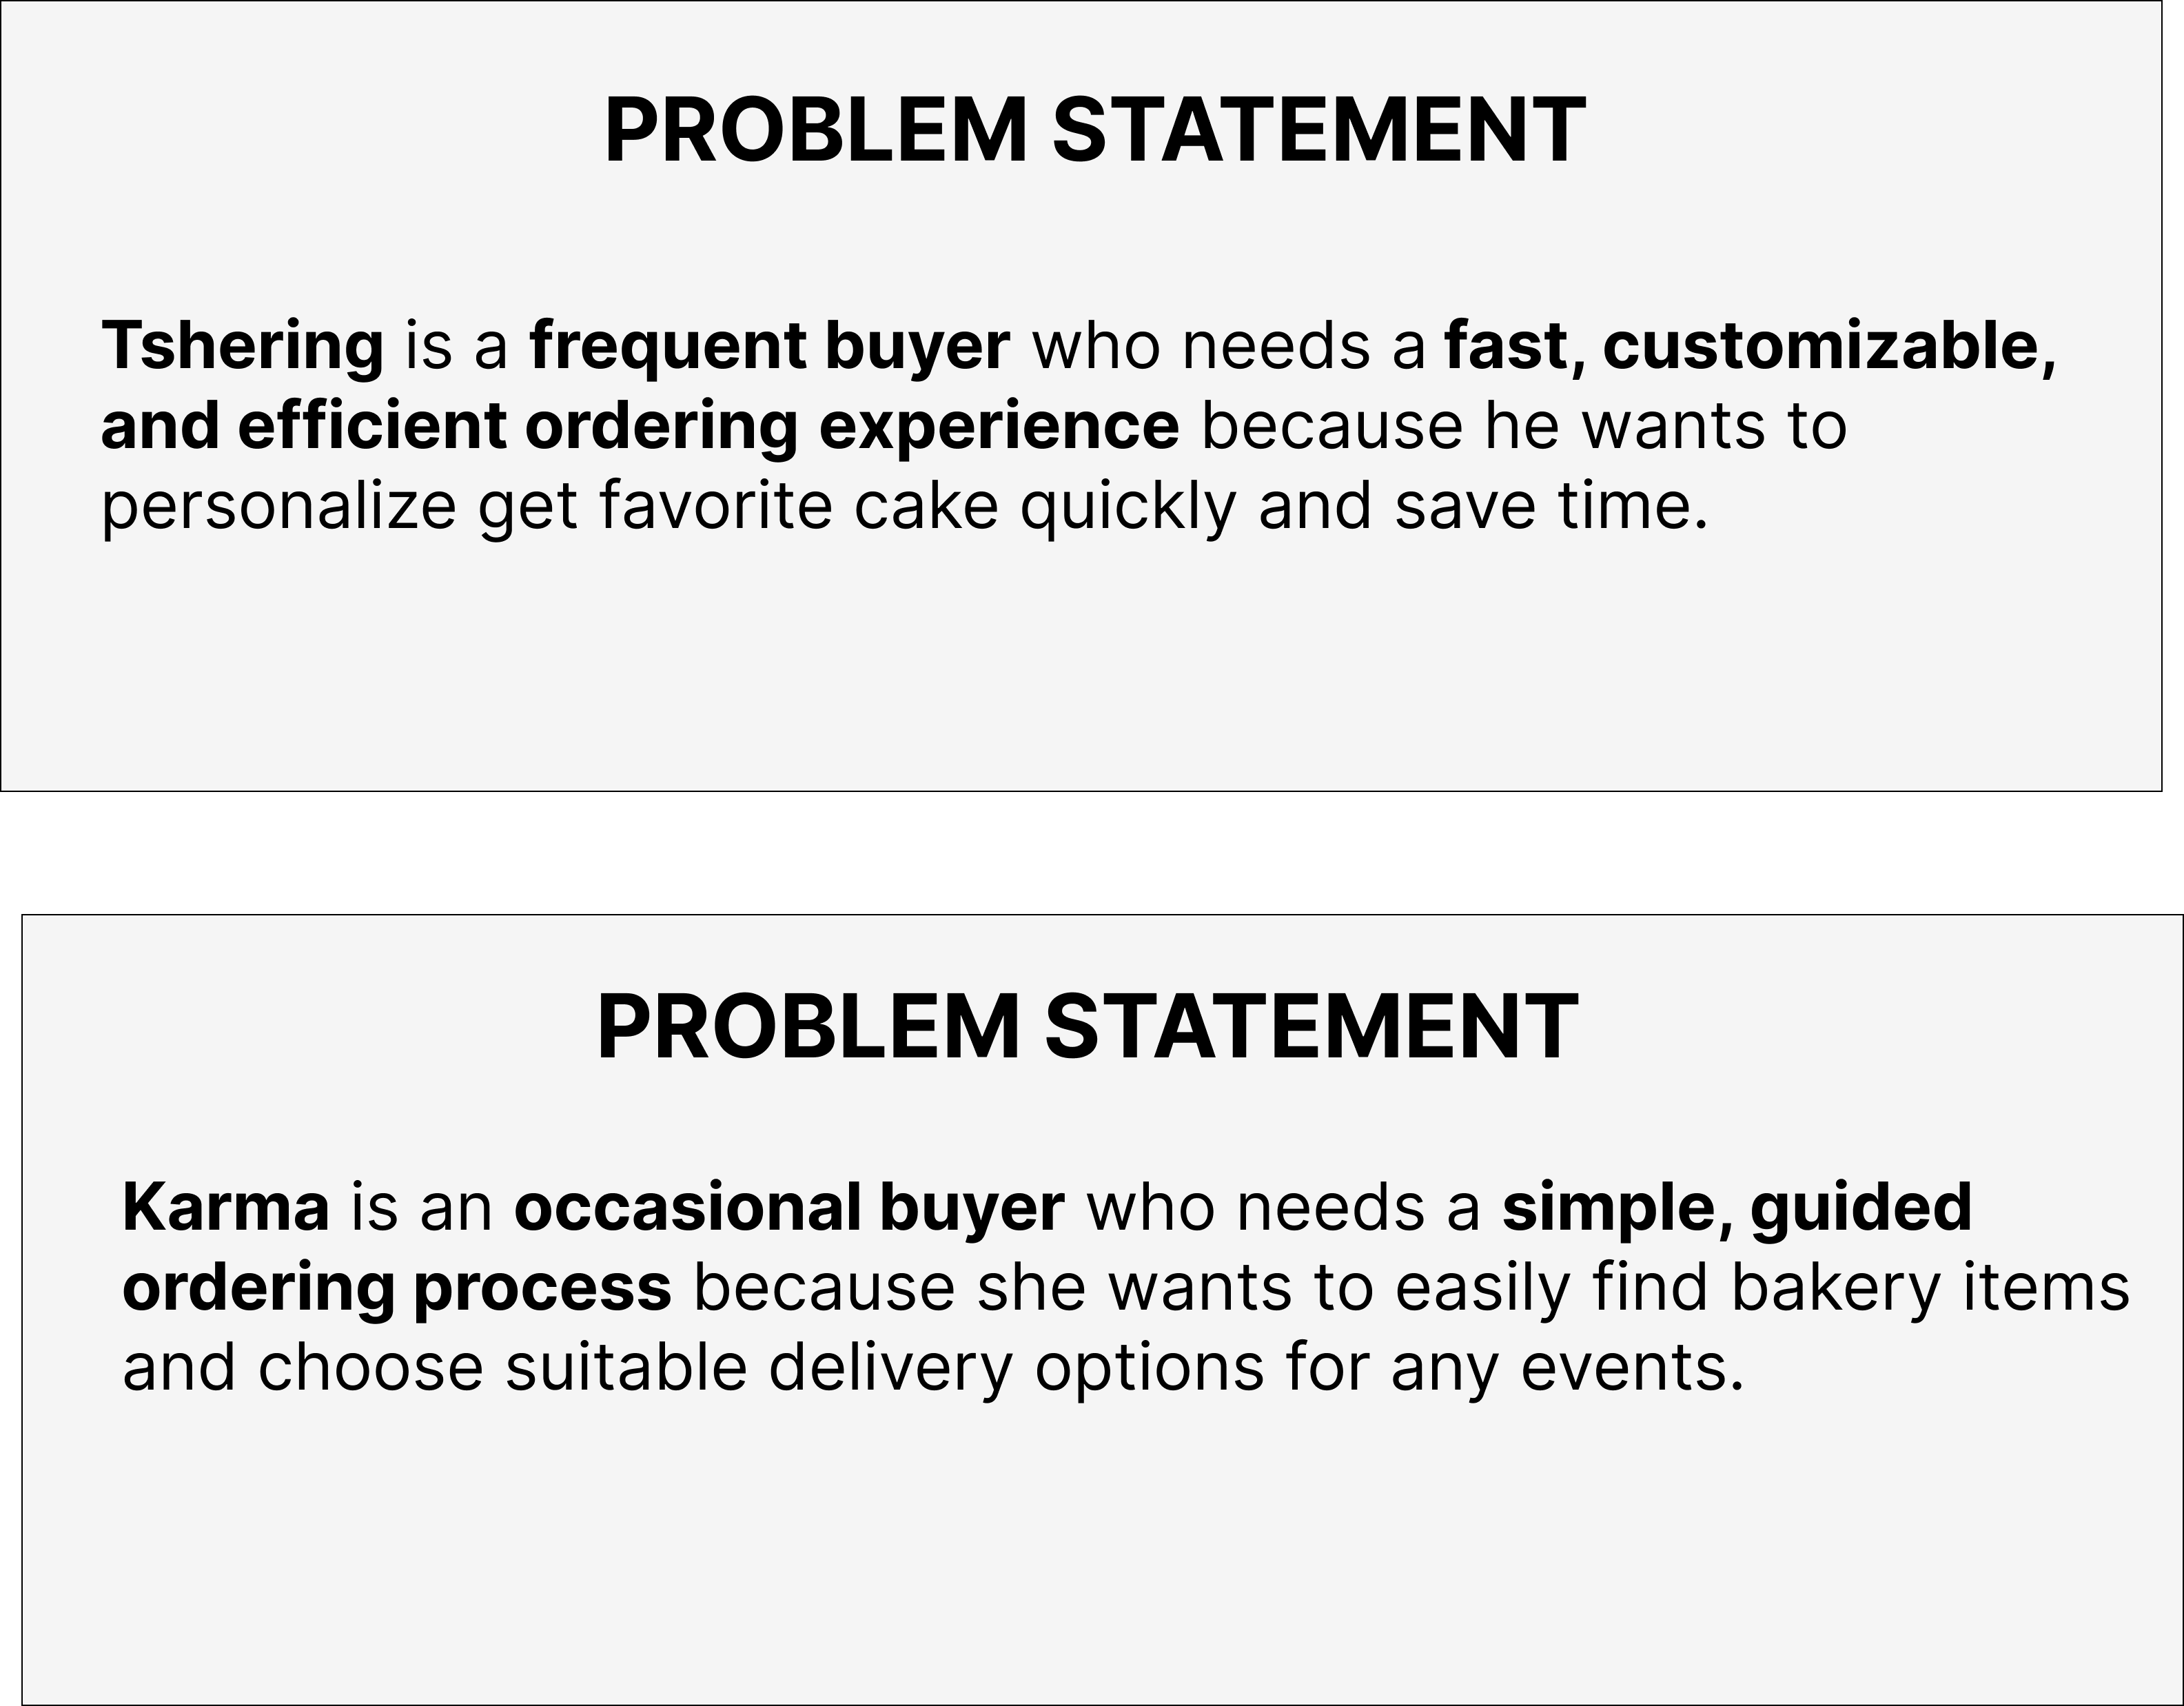 PROBLEM STATEMENT
Tshering is a frequent buyer who needs a fast, customizable,
and efficient ordering experience because he wants to
personalize get favorite cake quickly and save time.
PROBLEM STATEMENT
Karma is an occasional buyer who needs a simple, guided
ordering process because she wants to easily find bakery items
and choose suitable delivery options for any events.